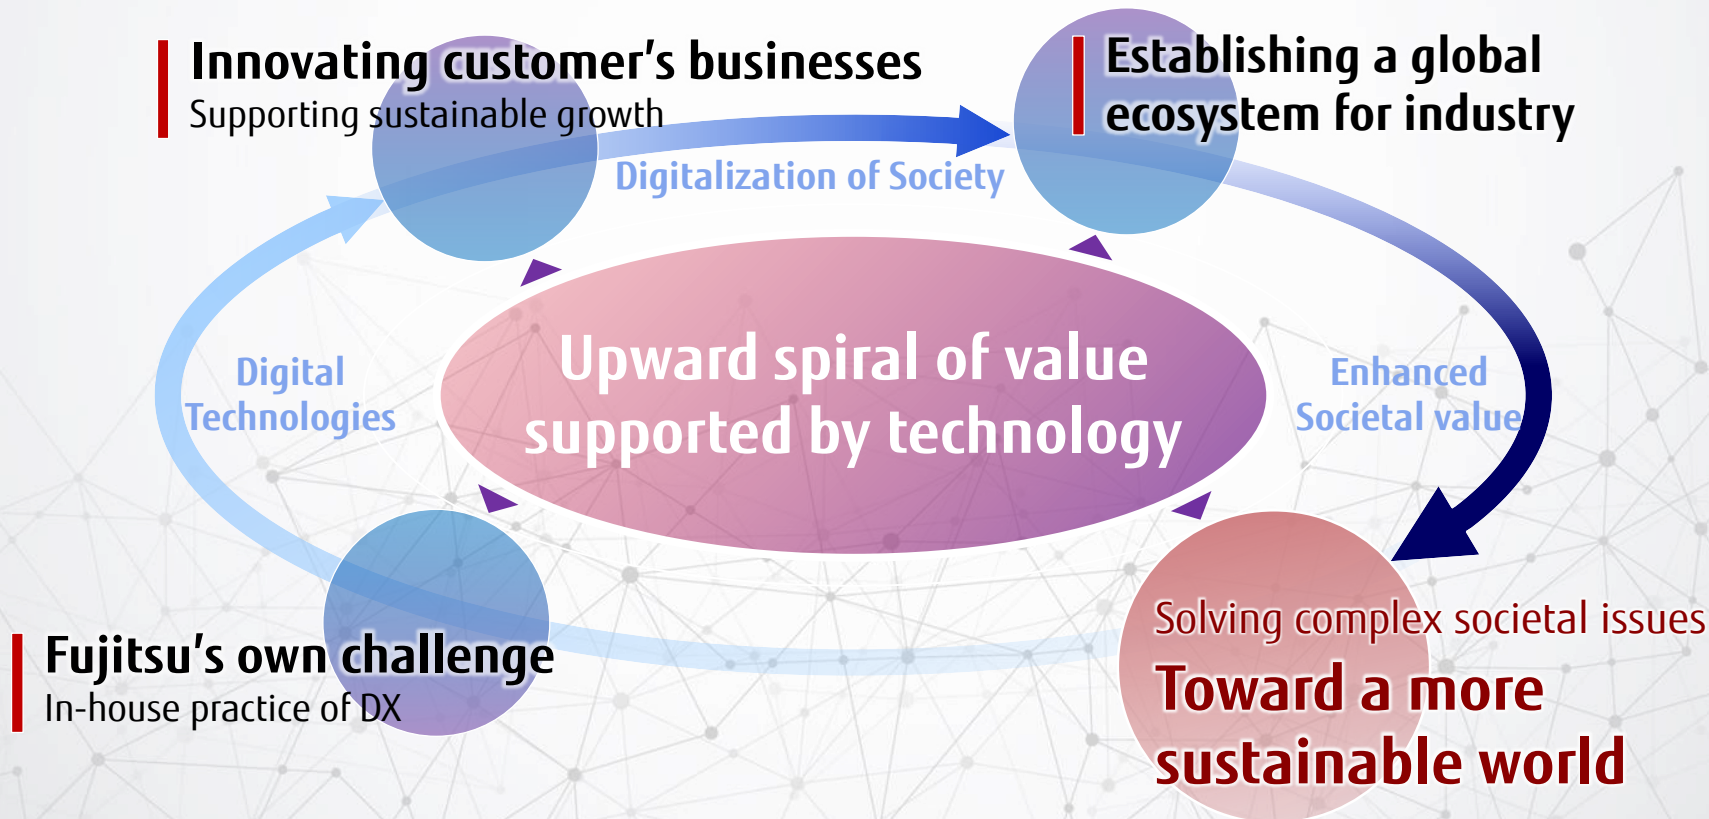 Innovating customer's businesses
Supporting sustainable growth
Establishing a global
ecosystem for industry
Digitalization of Society
Digital
Technologies
Upward spiral of value
supported by technology
Enhanced
Societal value
Fujitsu's own challenge
In-house practice of DX
Solving complex societal issues
Toward a more
sustainable world